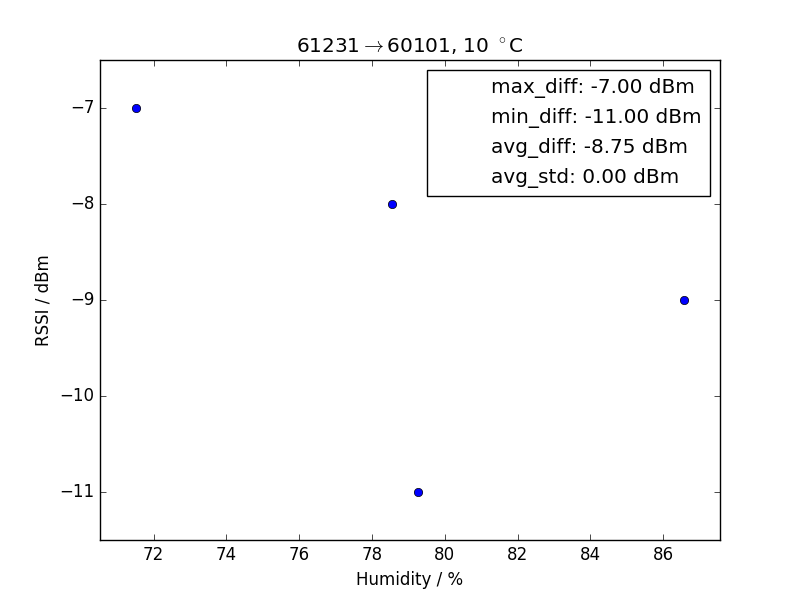 61231→60101, 10 °C
max_diff: -7.00 dBm
min_diff: -11.00 dBm
avg_diff: -8.75 dBm
avg_std: 0.00 dBm
RSSI / dBm
−7
−8
−9
−10
−11
72 74 76 78 80 82 84 86
Humidity / %